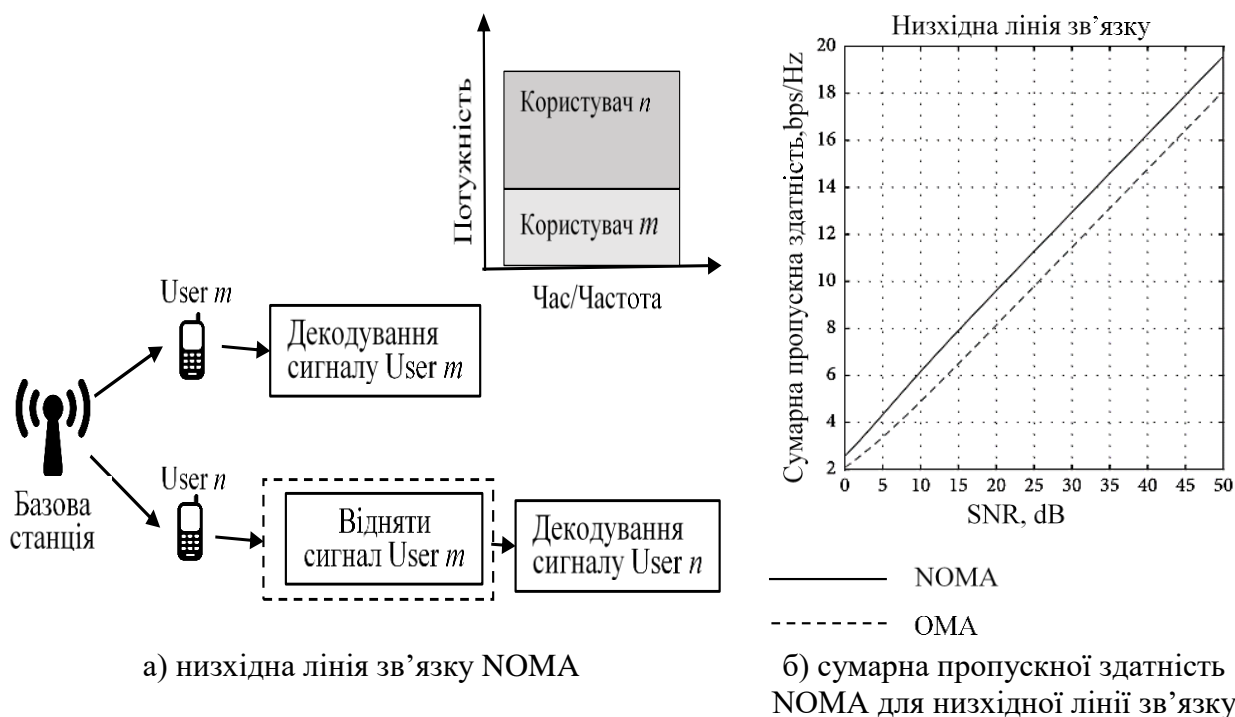 Потужність
Користувач n
Користувач m
Час/Частота
User m
Декодування
сигналу User m
Базова
станція
User n
Відняти
сигнал User m
Декодування
сигналу User n
а) низхідна лінія зв’язку NOMA
Низхідна лінія зв’язку
Сумарна пропускна здатність,bps/Hz
20
18
16
14
12
10
8
6
4
2
0 5 10 15 20 25 30 35 40 45 50
SNR, dB
NOMA
OMA
б) сумарна пропускної здатність
NOMA для низхідної лінії зв’язку